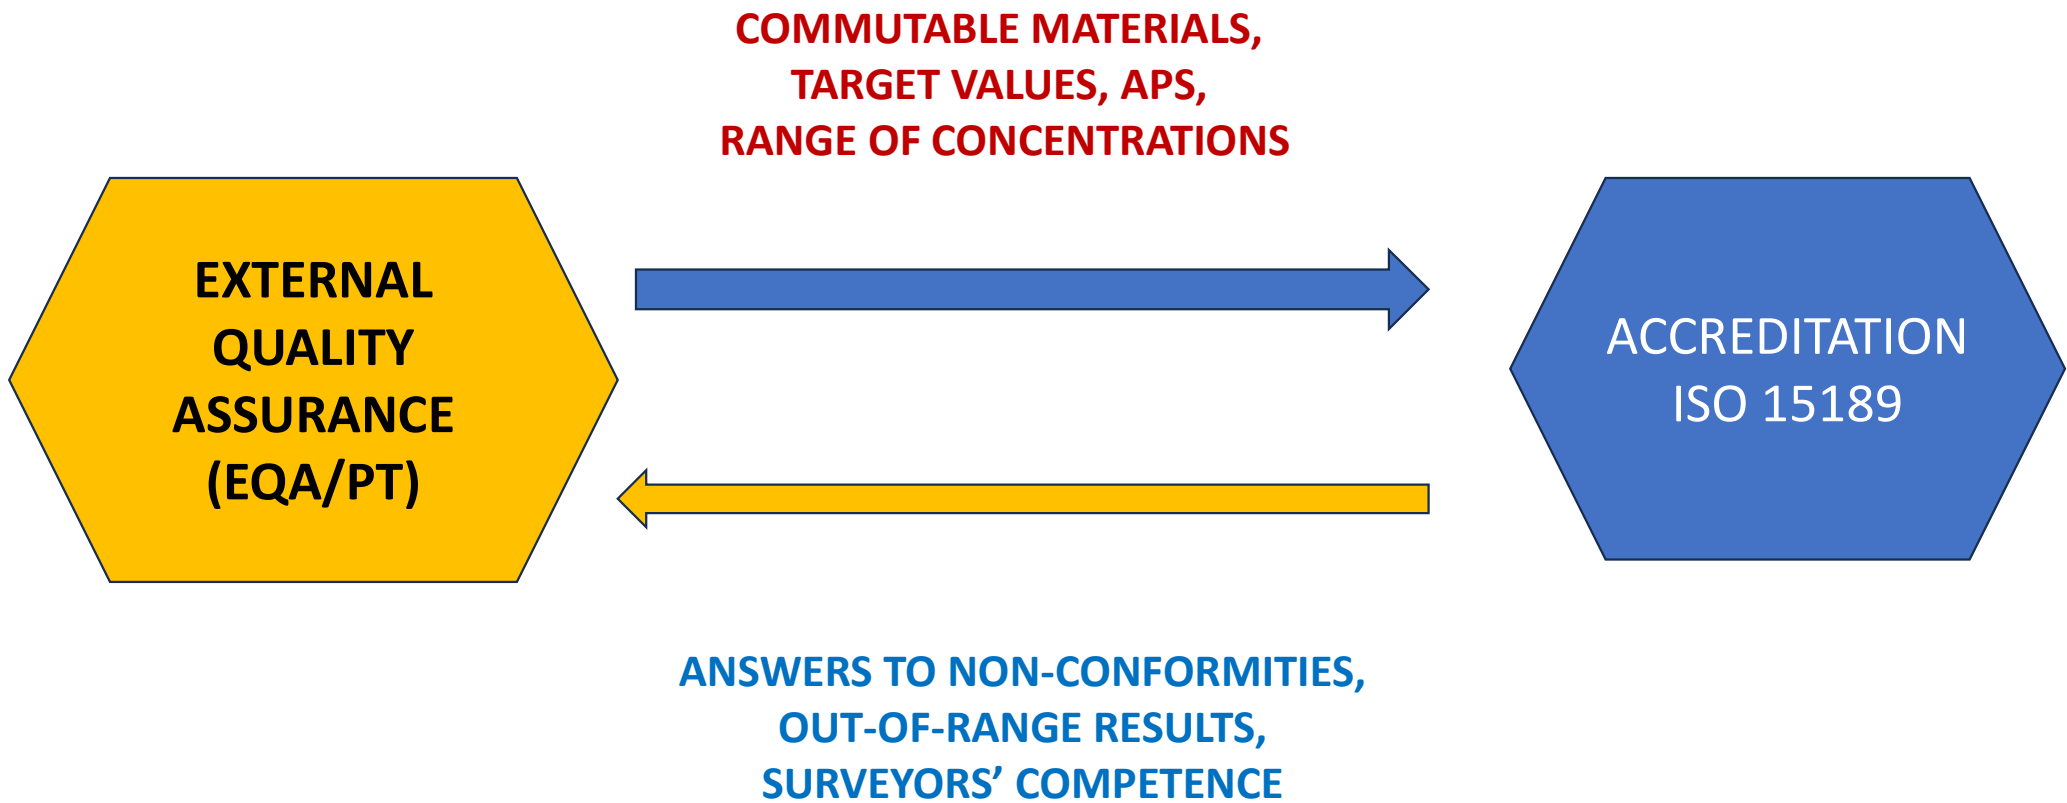 COMMUTABLE MATERIALS,
TARGET VALUES, APS,
RANGE OF CONCENTRATIONS
EXTERNAL
QUALITY
ASSURANCE
(EQA/PT)
ACCREDITATION
ISO 15189
ANSWERS TO NON-CONFORMITIES,
OUT-OF-RANGE RESULTS,
SURVEYORS’ COMPETENCE